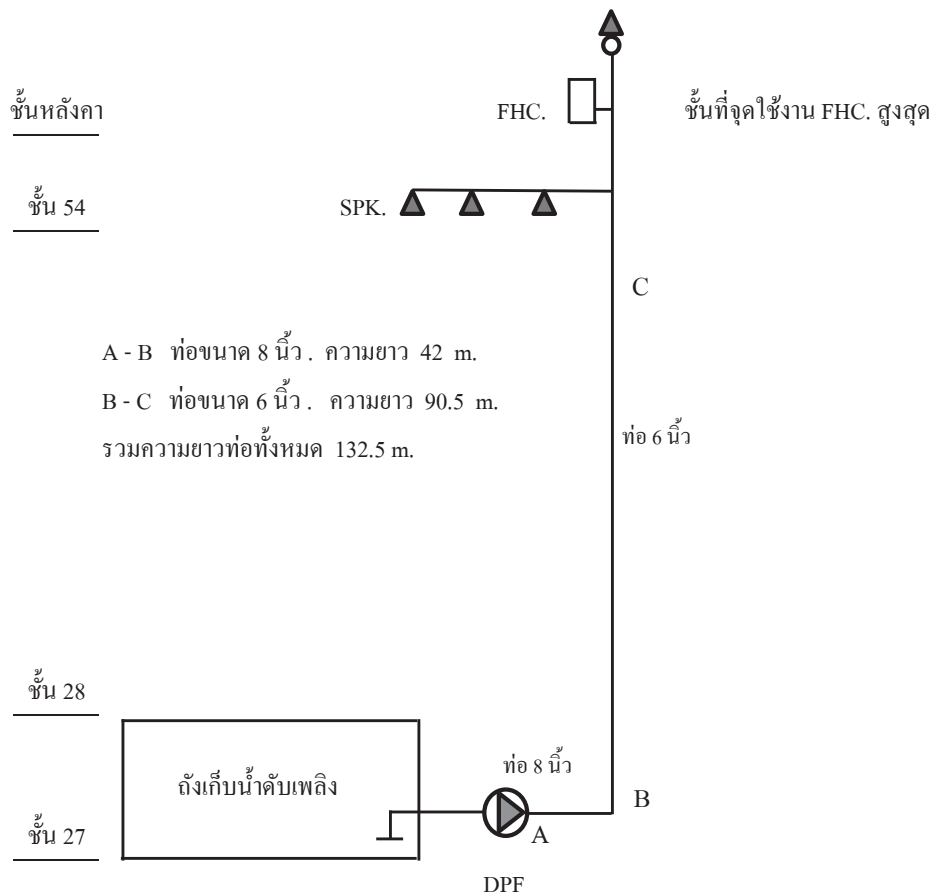 ชั้นหลังคา
FHC.
ชั้นที่จุดใช้งาน FHC. สูงสุด
ชั้น 54
SPK.
C
A - B ท่อขนาด 8 นิ้ว . ความยาว 42 m.
B - C ท่อขนาด 6 นิ้ว . ความยาว 90.5 m.
รวมความยาวท่อทั้งหมด 132.5 m.
ท่อ 6 นิ้ว
ชั้น 28
ถังเก็บน้ำดับเพลิง
ท่อ 8 นิ้ว
B
ชั้น 27
A
DPF